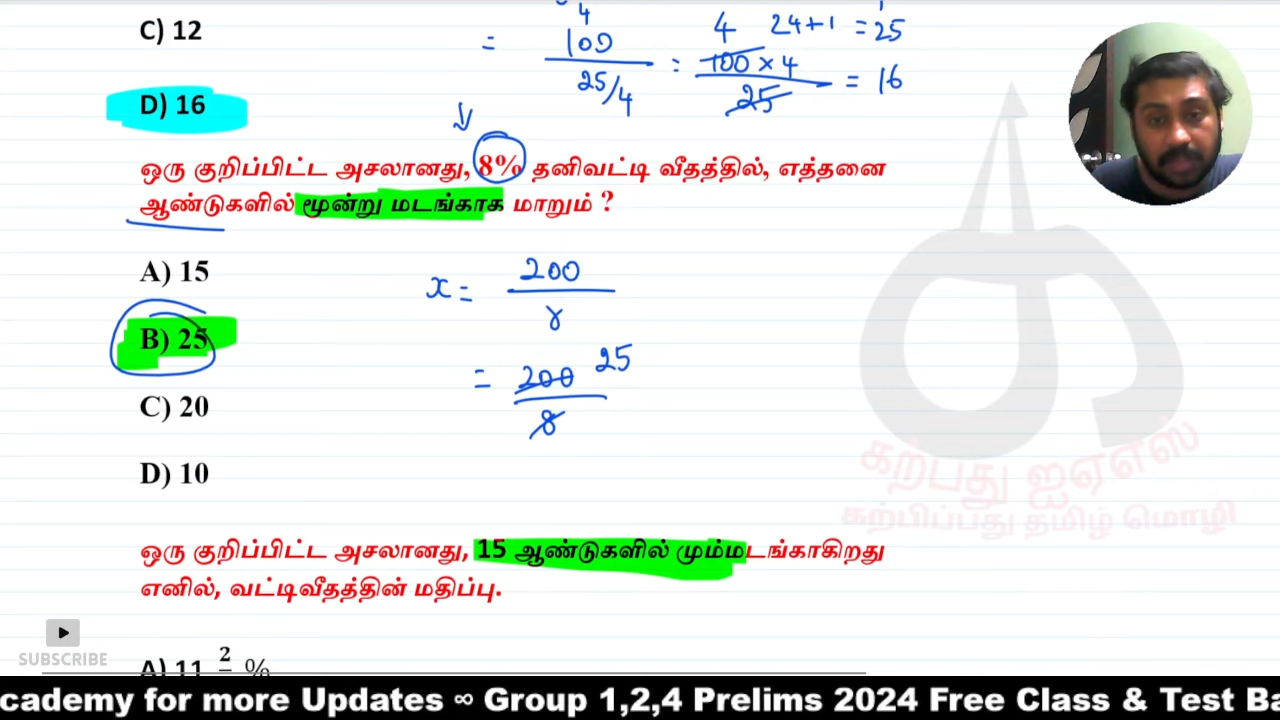 C) 12
4
100
25/4
=
4 24+1 = 25
= 100 × 4
25
= 16
D) 16
ஒரு குறிப்பிட்ட அசலானது, 8% தனிவட்டி வீதத்தில், எத்தனை
ஆண்டுகளில் மூன்று மடங்காக மாறும் ?
A) 15
x = 200
r
B) 25
= 200 25
8
C) 20
D) 10
கற்பது ஐஏஎஸ்
கற்பிப்பது தமிழ் மொழி
ஒரு குறிப்பிட்ட அசலானது, 15 ஆண்டுகளில் மும்மடங்காகிறது
எனில், வட்டிவீதத்தின் மதிப்பு.
SUBSCRIBE
A) 11 2 %
cademy for more Updates ∞ Group 1,2,4 Prelims 2024 Free Class & Test Ba